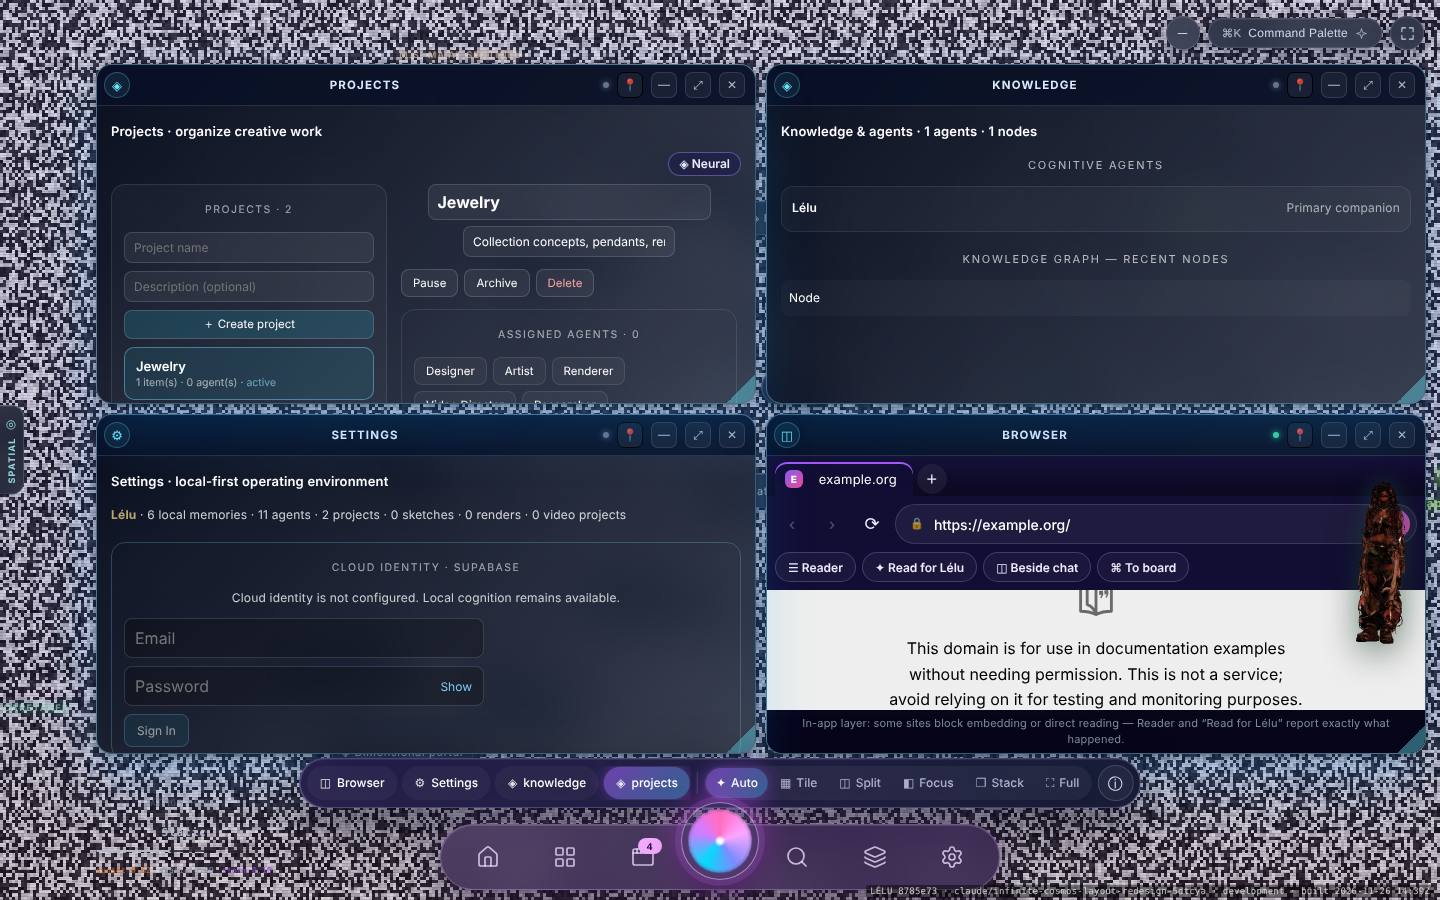 ⌘K Command Palette
PROJECTS
Projects · organize creative work
Neural
PROJECTS · 2
Project name
Description (optional)
+ Create project
Jewelry
1 item(s) · 0 agent(s) · active
Jewelry
Collection concepts, pendants, rei
Pause Archive Delete
ASSIGNED AGENTS · 0
Designer Artist Renderer
KNOWLEDGE
Knowledge & agents · 1 agents · 1 nodes
COGNITIVE AGENTS
Lélu Primary companion
KNOWLEDGE GRAPH — RECENT NODES
Node
SPATIAL
SETTINGS
Settings · local-first operating environment
Lélu · 6 local memories · 11 agents · 2 projects · 0 sketches · 0 renders · 0 video projects
CLOUD IDENTITY · SUPABASE
Cloud identity is not configured. Local cognition remains available.
Email
Password Show
Sign In
BROWSER
E example.org +
https://example.org/
Reader Read for Lélu Beside chat ⌘ To board
This domain is for use in documentation examples
without needing permission. This is not a service;
avoid relying on it for testing and monitoring purposes.
In-app layer: some sites block embedding or direct reading — Reader and “Read for Lélu” report exactly what
happened.
Browser Settings knowledge projects Auto Tile Split Focus Stack Full
4